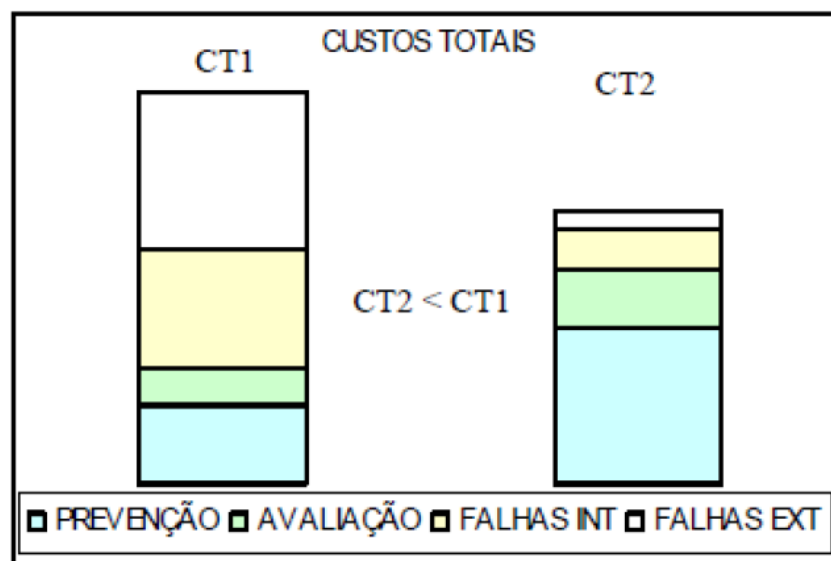 CUSTOS TOTAIS
CT1
CT2
CT2 < CT1
PREVENÇÃO AVALIAÇÃO FALHAS INT FALHAS EXT